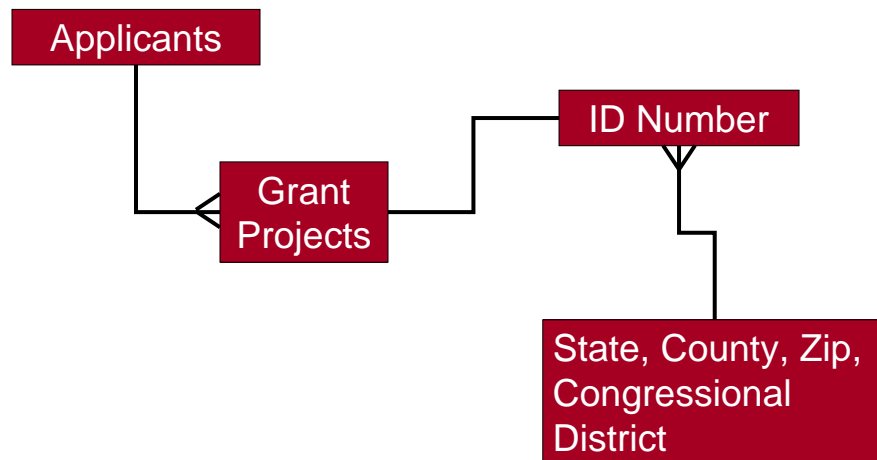 Applicants
ID Number
Grant
Projects
State, County, Zip,
Congressional
District